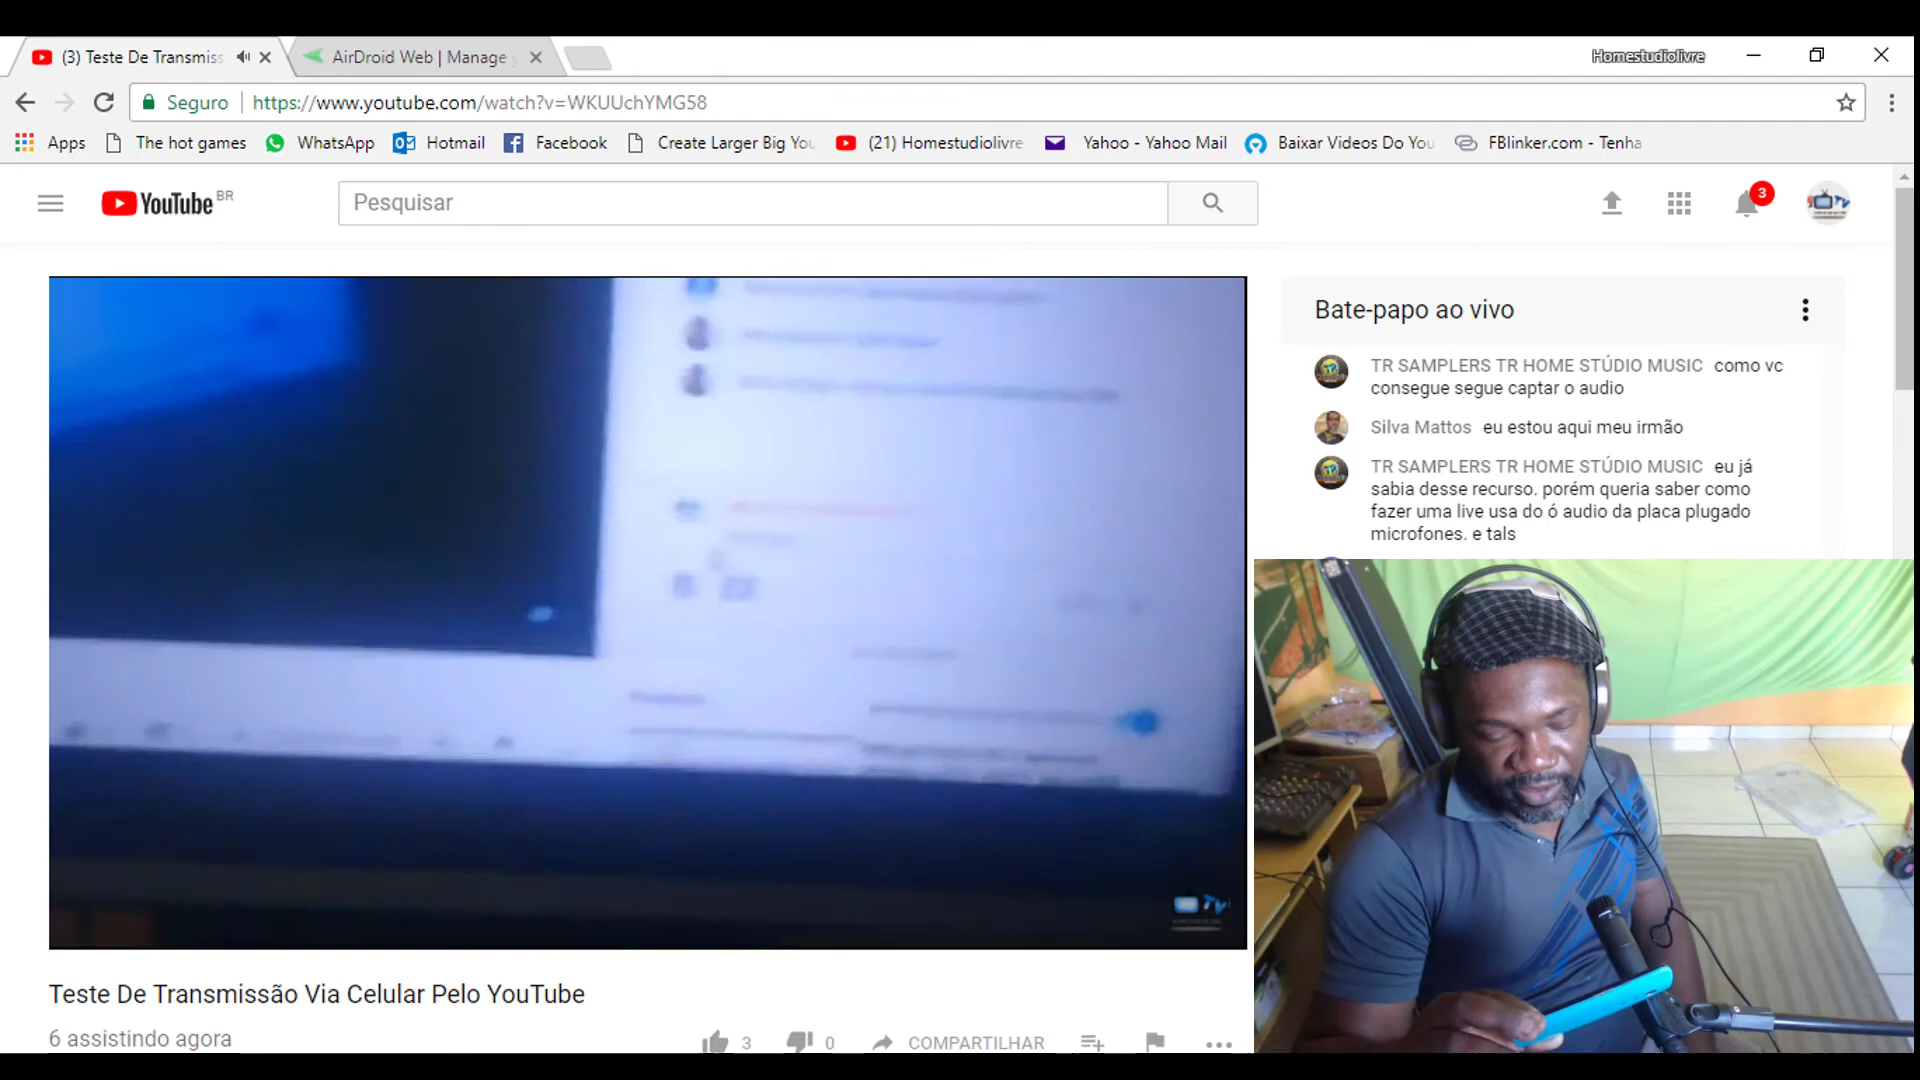 (3) Teste De Transmiss
AirDroid Web | Manage
Homestudiolivre
Seguro
https://www.youtube.com/watch?v=WKUUchYMG58
Apps
The hot games
WhatsApp
Hotmail
Facebook
Create Larger Big You
(21) Homestudiolivre
Yahoo - Yahoo Mail
Baixar Videos Do You
FBlinker.com - Tenha
YouTube BR
Pesquisar
3
TV
Bate-papo ao vivo
TR SAMPLERS TR HOME STÚDIO MUSIC como vc
consegue segue captar o audio
Silva Mattos eu estou aqui meu irmão
TR SAMPLERS TR HOME STÚDIO MUSIC eu já
sabia desse recurso. porém queria saber como
fazer uma live usa do ó audio da placa plugado
microfones. e tals
TV
Teste De Transmissão Via Celular Pelo YouTube
6 assistindo agora
3
0
COMPARTILHAR